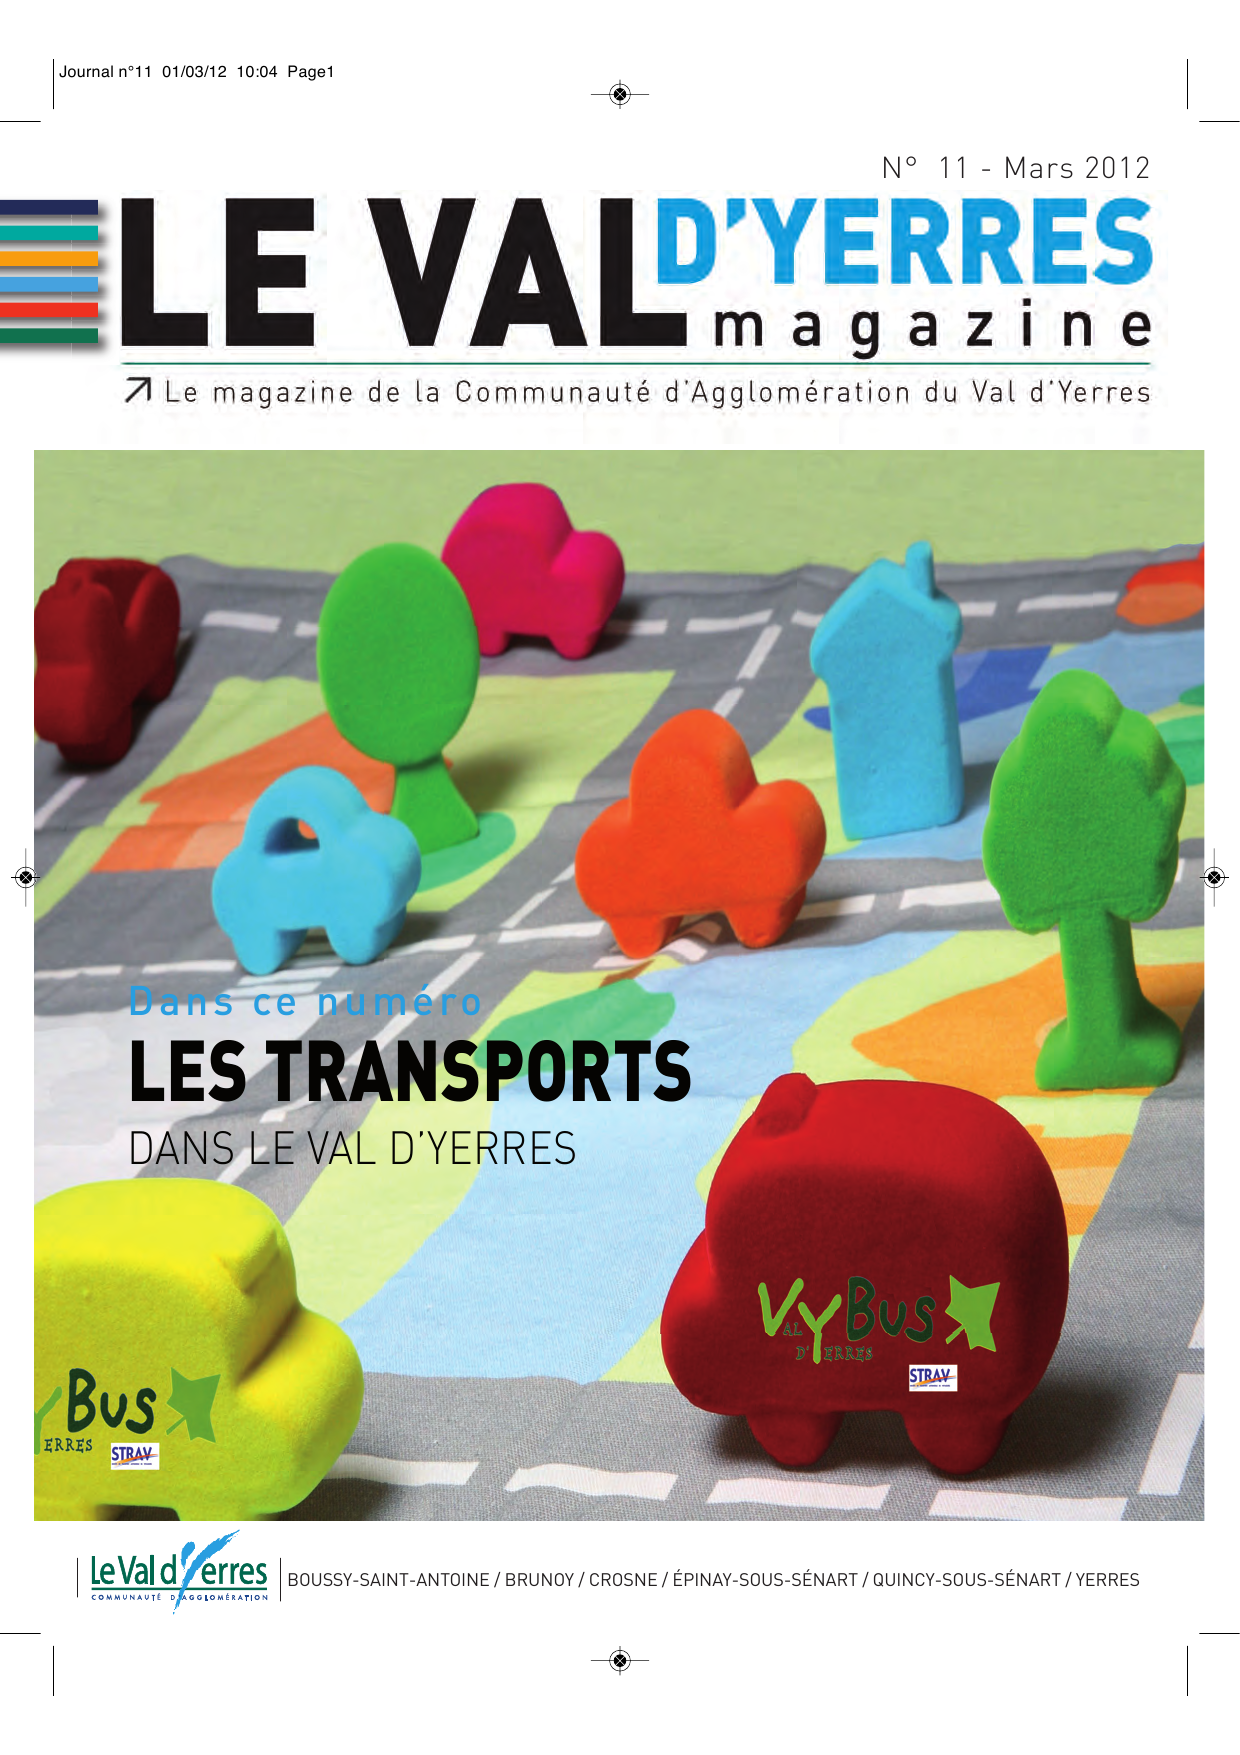 Journal n°11 01/03/12 10:04 Page1
N° 11 - Mars 2012
LE VAL D'YERRES
magazine
Le magazine de la Communauté d'Agglomération du Val d'Yerres
Dans ce numéro
LES TRANSPORTS
DANS LE VAL D'YERRES
VyBus
AL
D' ERRES
STRAV
yBus
ERRES
STRAV
Le Val d'Yerres
COMMUNAUTÉ D'AGGLOMÉRATION
BOUSSY-SAINT-ANTOINE / BRUNOY / CROSNE / ÉPINAY-SOUS-SÉNART / QUINCY-SOUS-SÉNART / YERRES